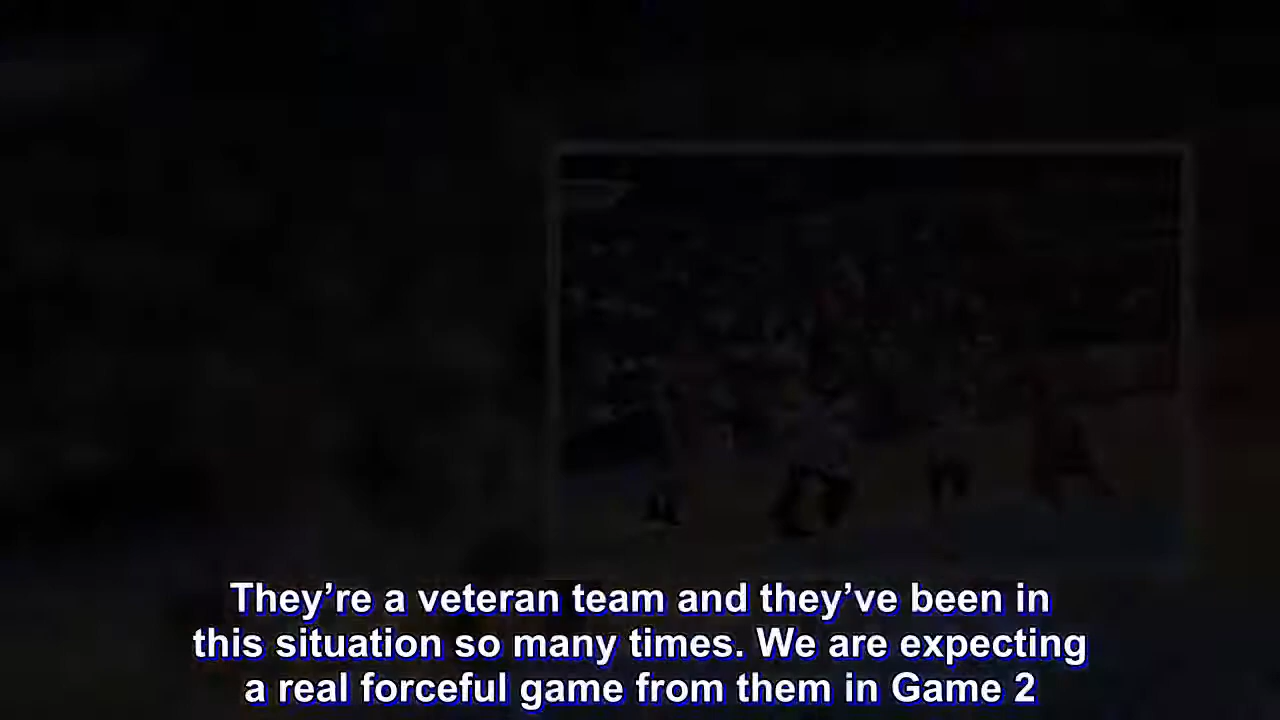 They’re a veteran team and they’ve been in
this situation so many times. We are expecting
a real forceful game from them in Game 2